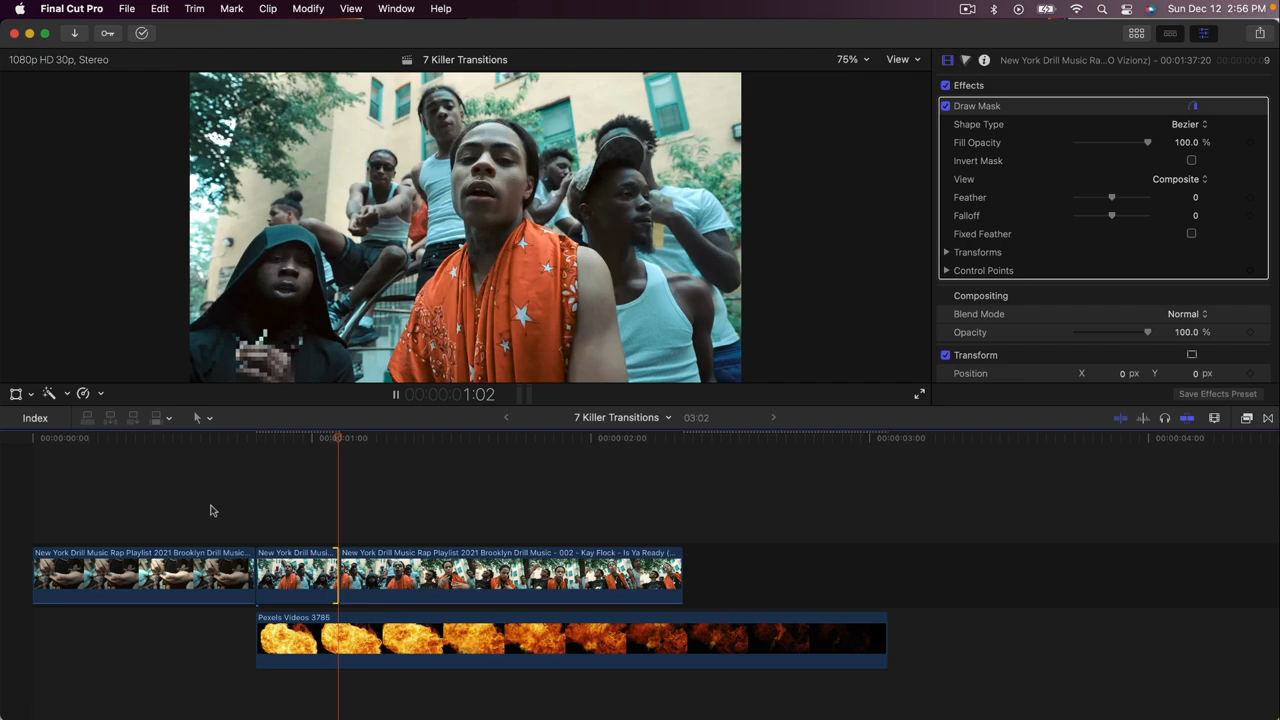 Final Cut Pro File Edit Trim Mark Clip Modify View Window Help Sun Dec 12 2:56 PM
1080p HD 30p, Stereo 7 Killer Transitions 75% View
New York Drill Music Ra...O Vizionz) - 00:01:37:20 9
Effects
Draw Mask
Shape Type Bezier
Fill Opacity 100.0 %
Invert Mask
View Composite
Feather 0
Falloff 0
Fixed Feather
Transforms
Control Points
Compositing
Blend Mode Normal
Opacity 100.0 %
Transform
Position X 0 px Y 0 px
00:00:00:01:02 Save Effects Preset
Index 7 Killer Transitions 03:02
00:00:00:00 00:00:01:00 00:00:02:00 00:00:03:00 00:00:04:00
New York Drill Music Rap Playlist 2021 Brooklyn Drill Music... New York Drill Musi... New York Drill Music Rap Playlist 2021 Brooklyn Drill Music - 002 - Kay Flock - Is Ya Ready (...
Pexels Videos 3785